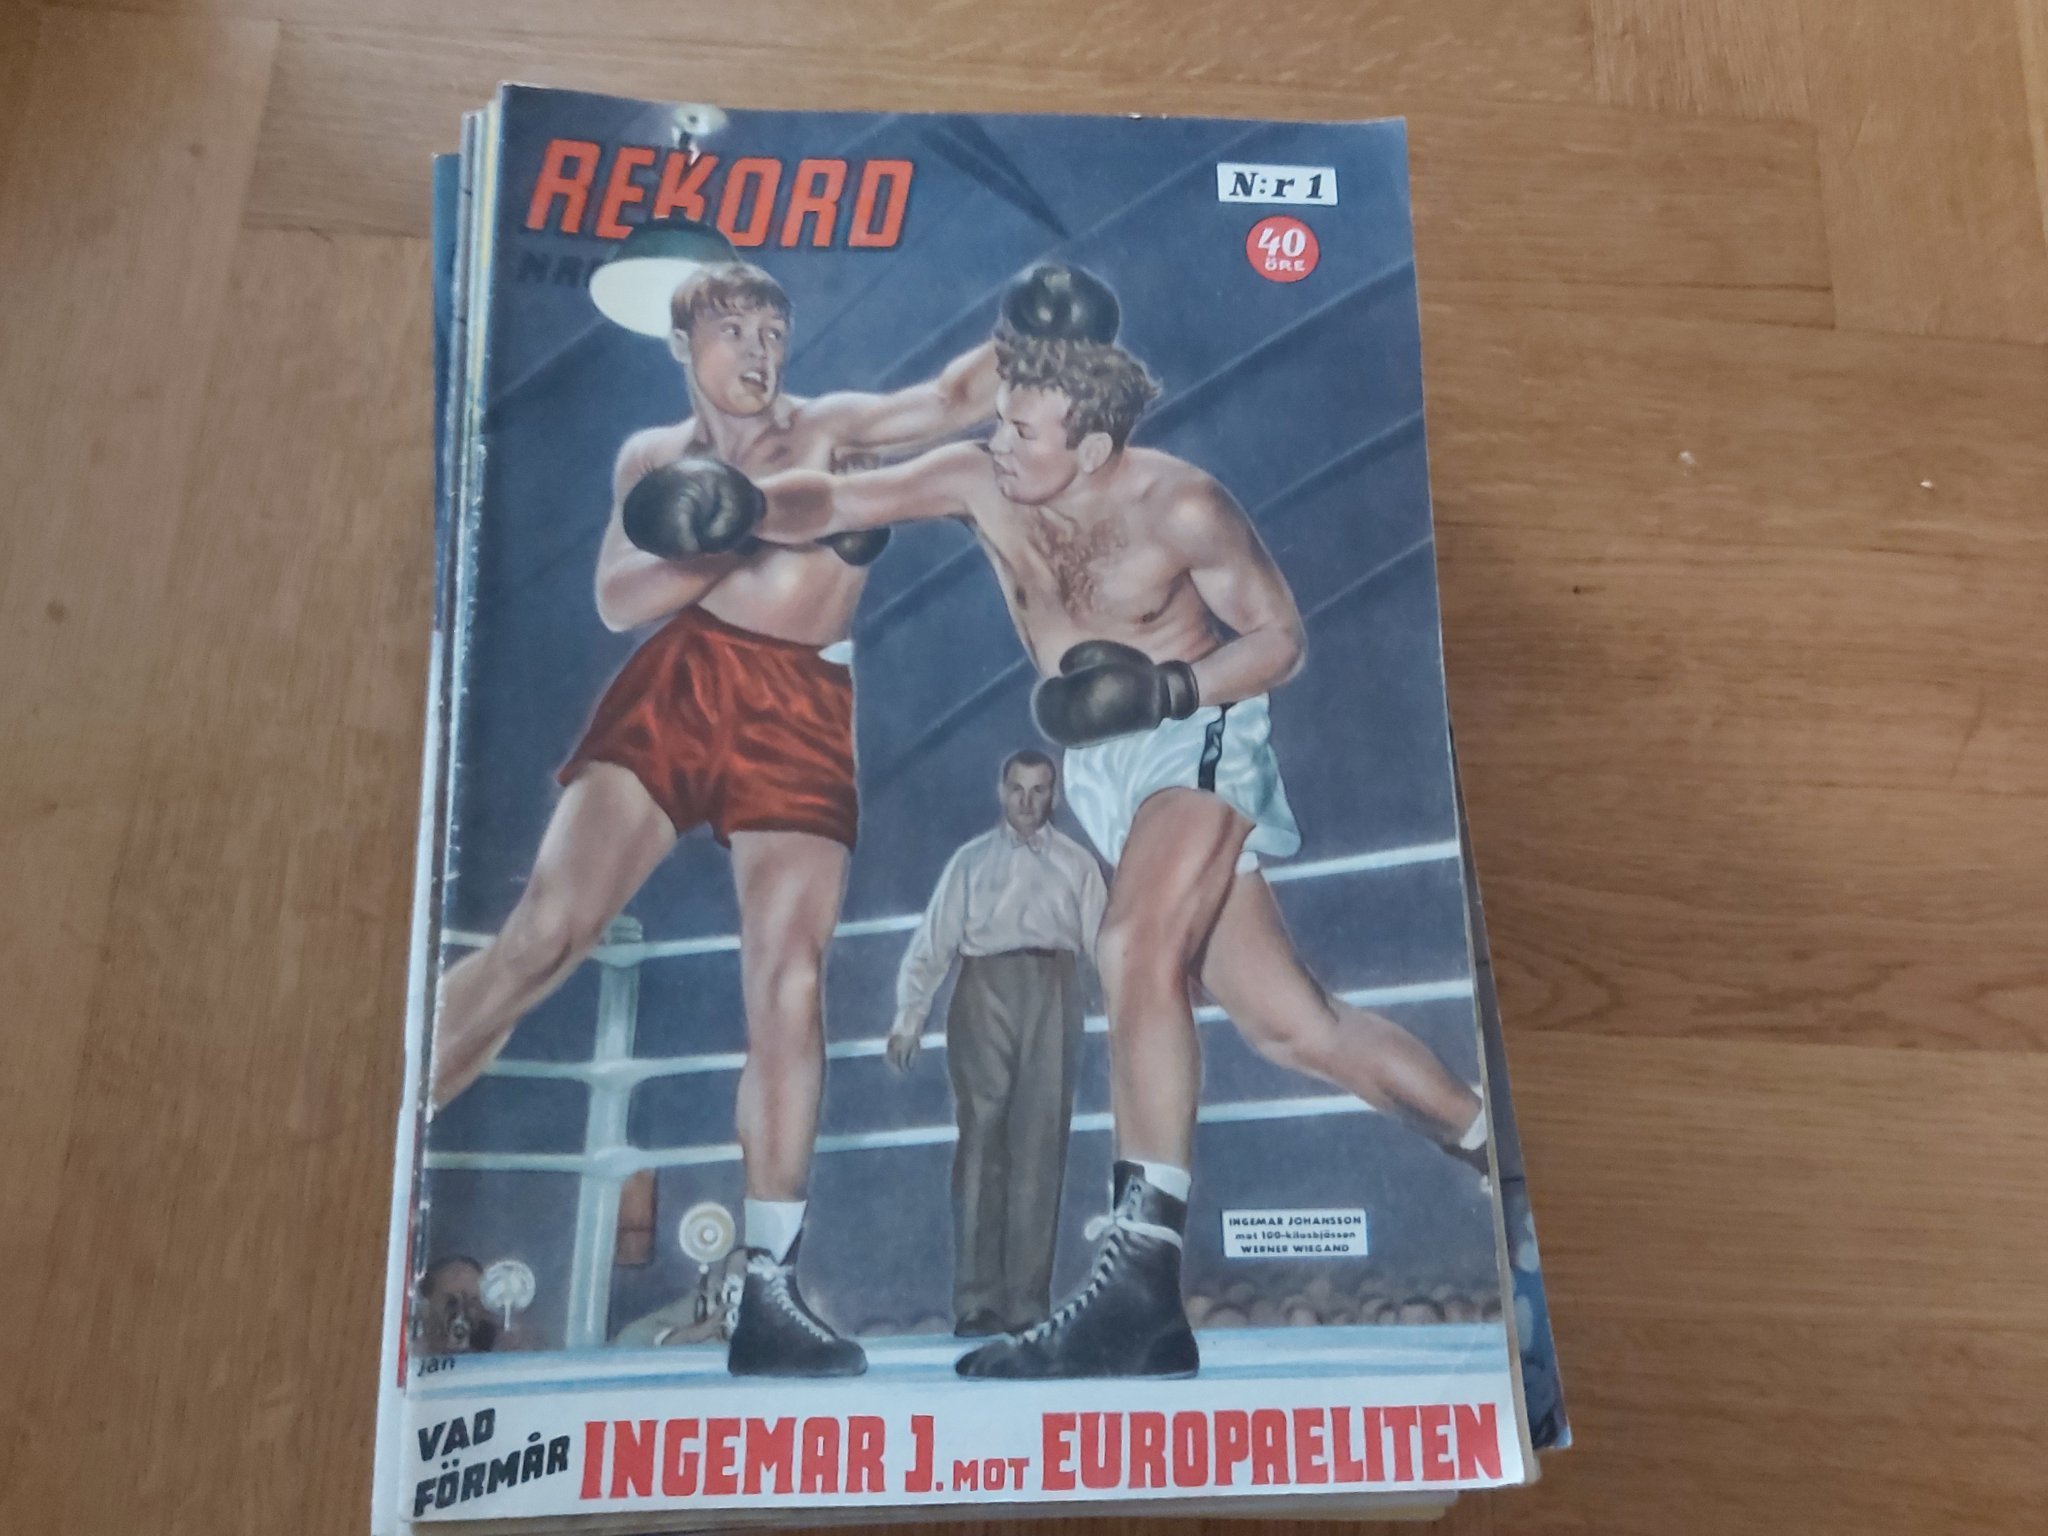 REKORD
N:r 1
40
ÖRE
INGEMAR JOHANSSON
mot 100-kilosbjässen
WERNER WIEGAND
jan
VAD
FÖRMÅR
INGEMAR J. MOT EUROPAELITEN